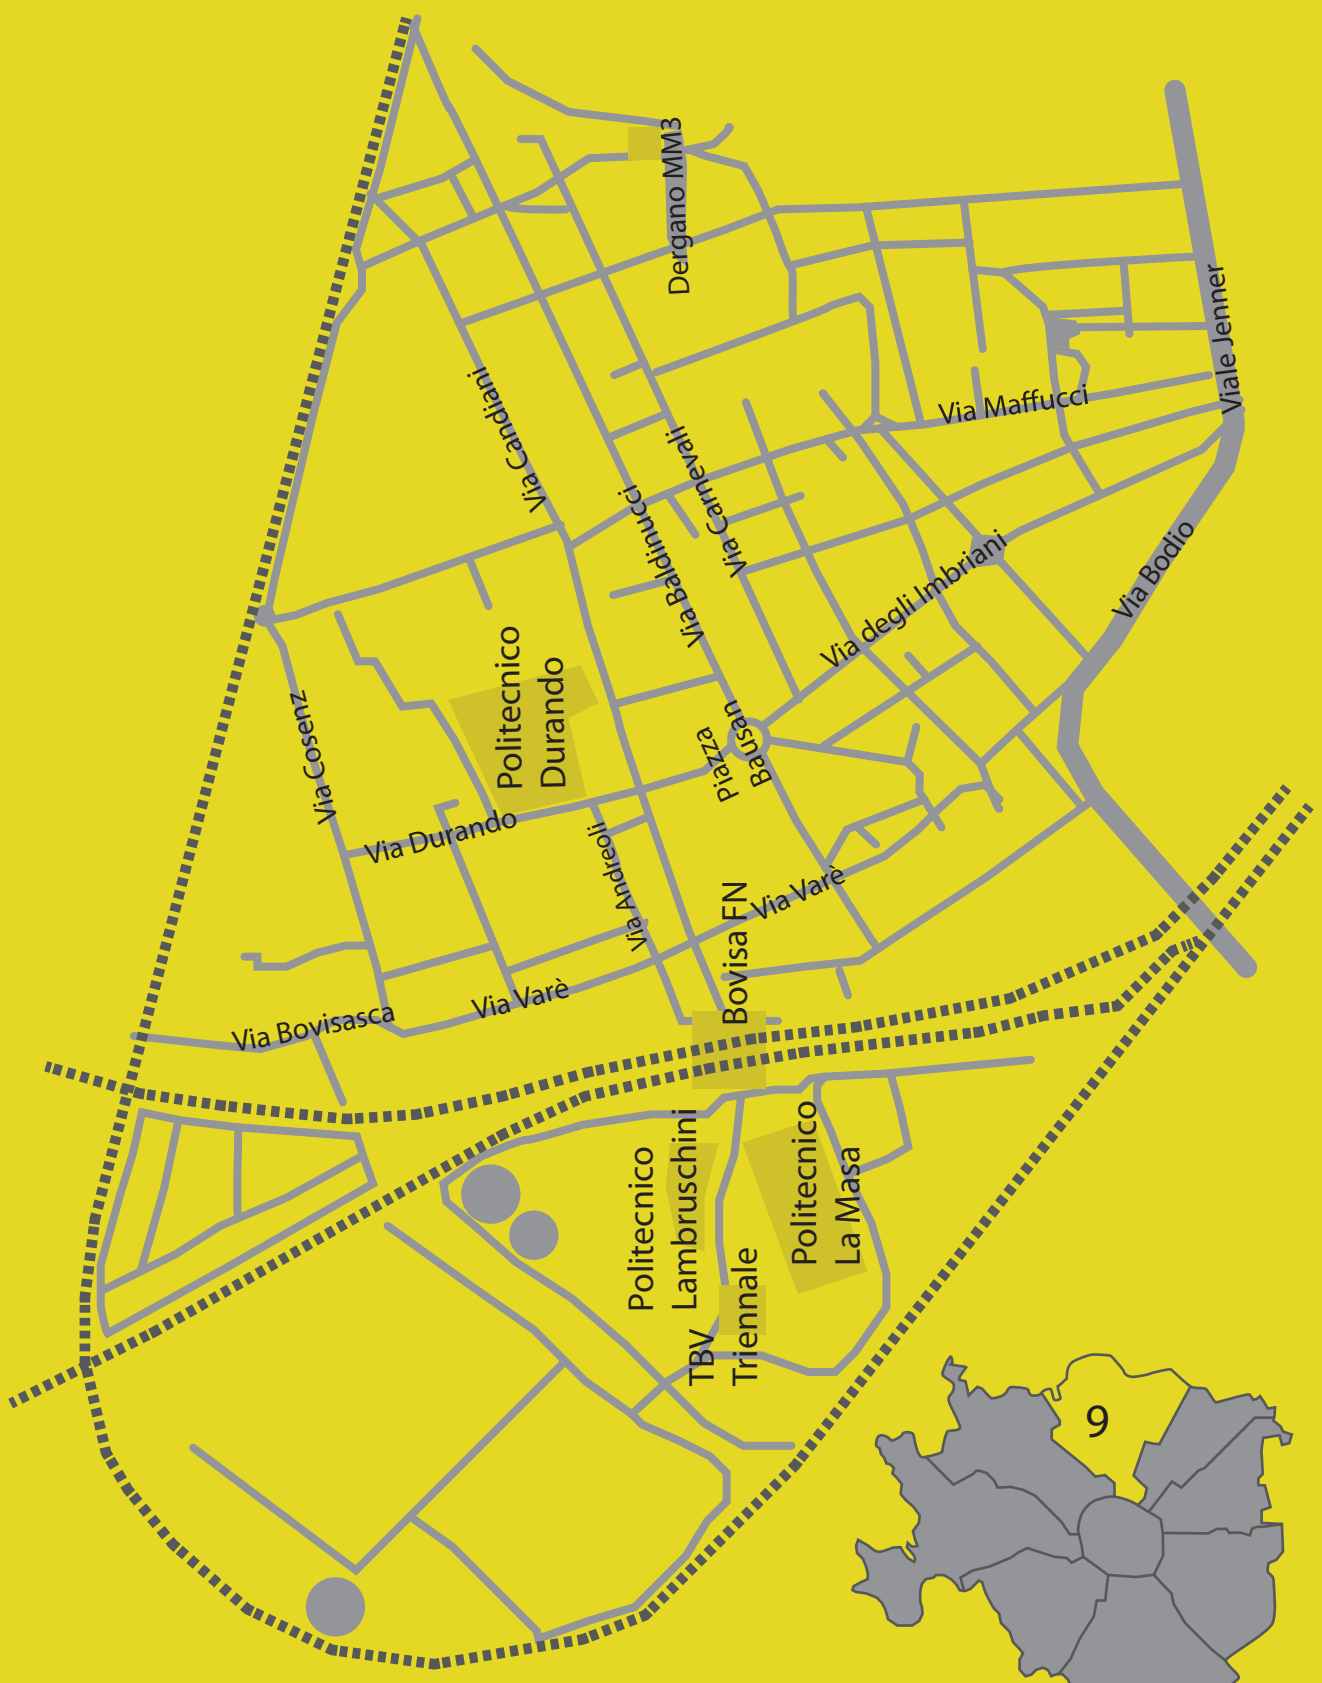 Dergano MM3
Viale Jenner
Via Candiani
Via Maffucci
Via Carnevali
Via Baldinucci
Via degli Imbriani
Via Bodio
Politecnico
Durando
Via Cosenz
Piazza
Bausan
Via Durando
Via Andreoli
Via Varè
Bovisa FN
Via Varè
Via Bovisasca
Politecnico
Lambruschini
Politecnico
La Masa
TBV
Triennale
9